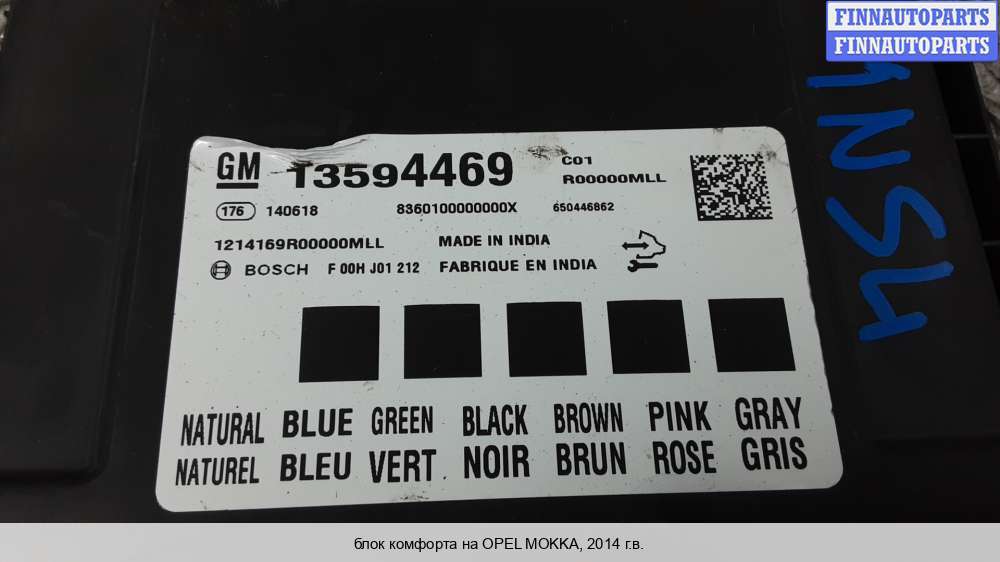 FINNAUTOPARTS
FINNAUTOPARTS
GM 13594469
C01
R00000MLL
176 140618 8360100000000X 650446862
1214169R00000MLL MADE IN INDIA
BOSCH F 00H J01 212 FABRIQUE EN INDIA
NATURAL BLUE GREEN BLACK BROWN PINK GRAY
NATUREL BLEU VERT NOIR BRUN ROSE GRIS
блок комфорта на OPEL MOKKA, 2014 г.в.